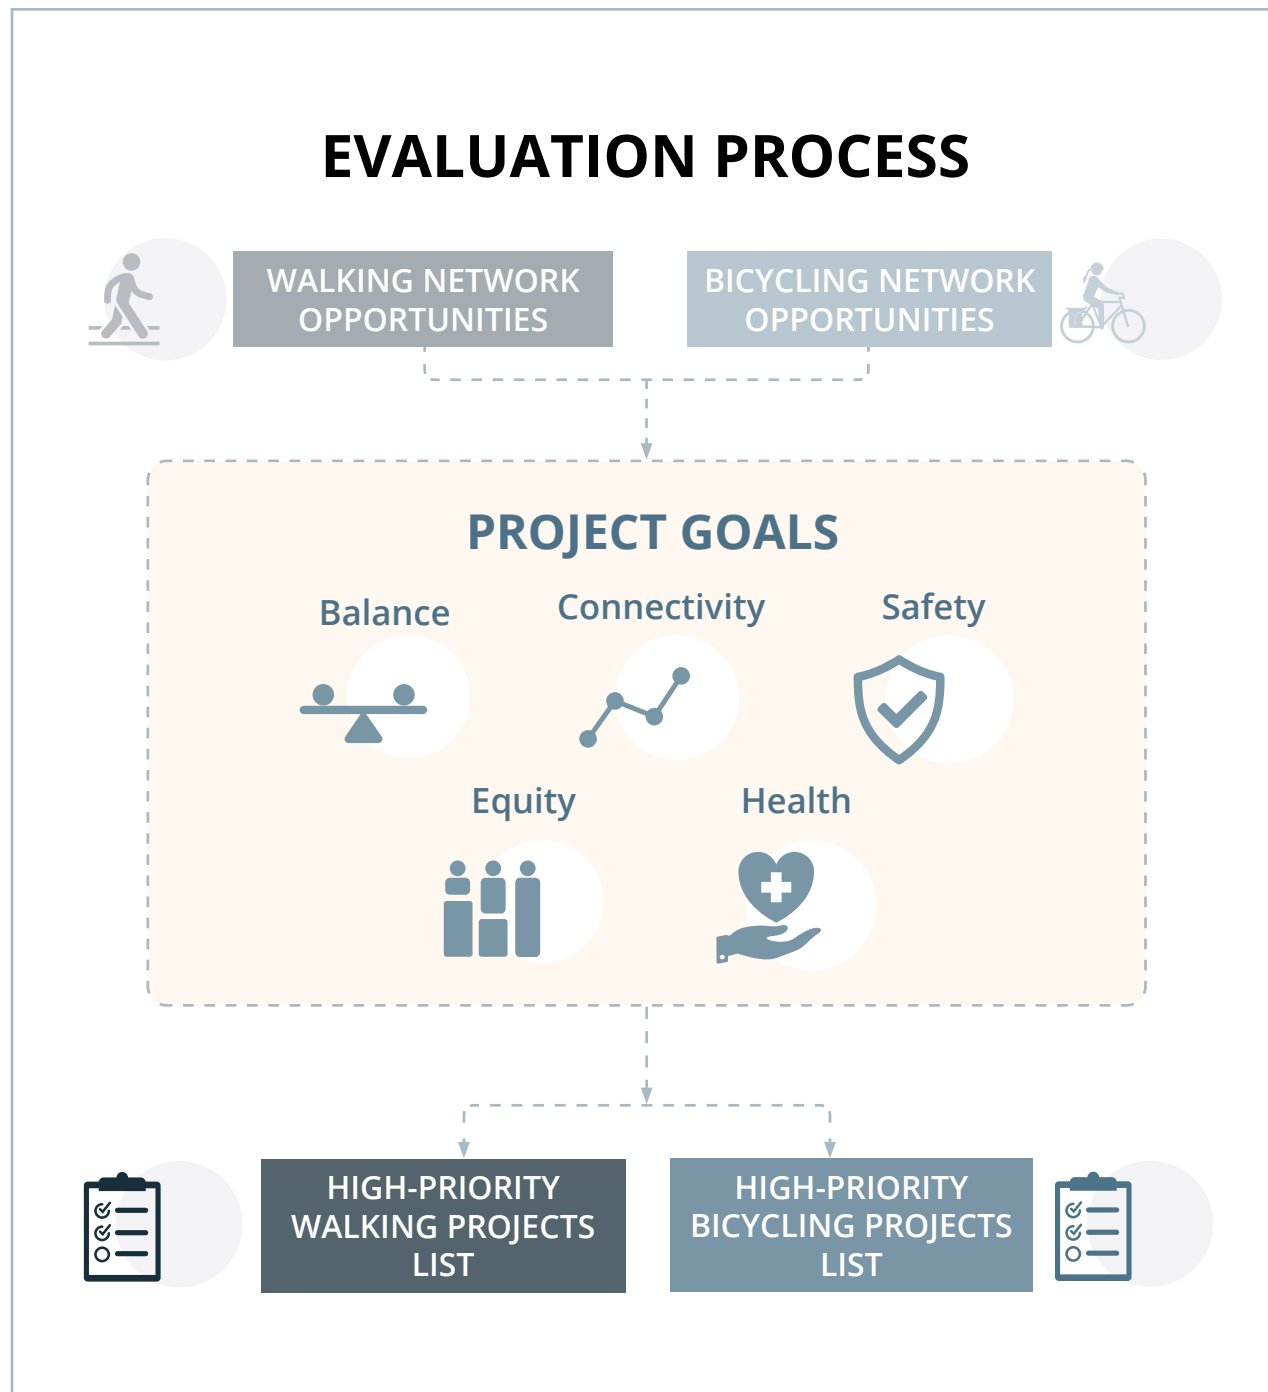 EVALUATION PROCESS
WALKING NETWORK
OPPORTUNITIES
BICYCLING NETWORK
OPPORTUNITIES
PROJECT GOALS
Balance
Connectivity
Safety
Equity
Health
HIGH-PRIORITY
WALKING PROJECTS
LIST
HIGH-PRIORITY
BICYCLING PROJECTS
LIST